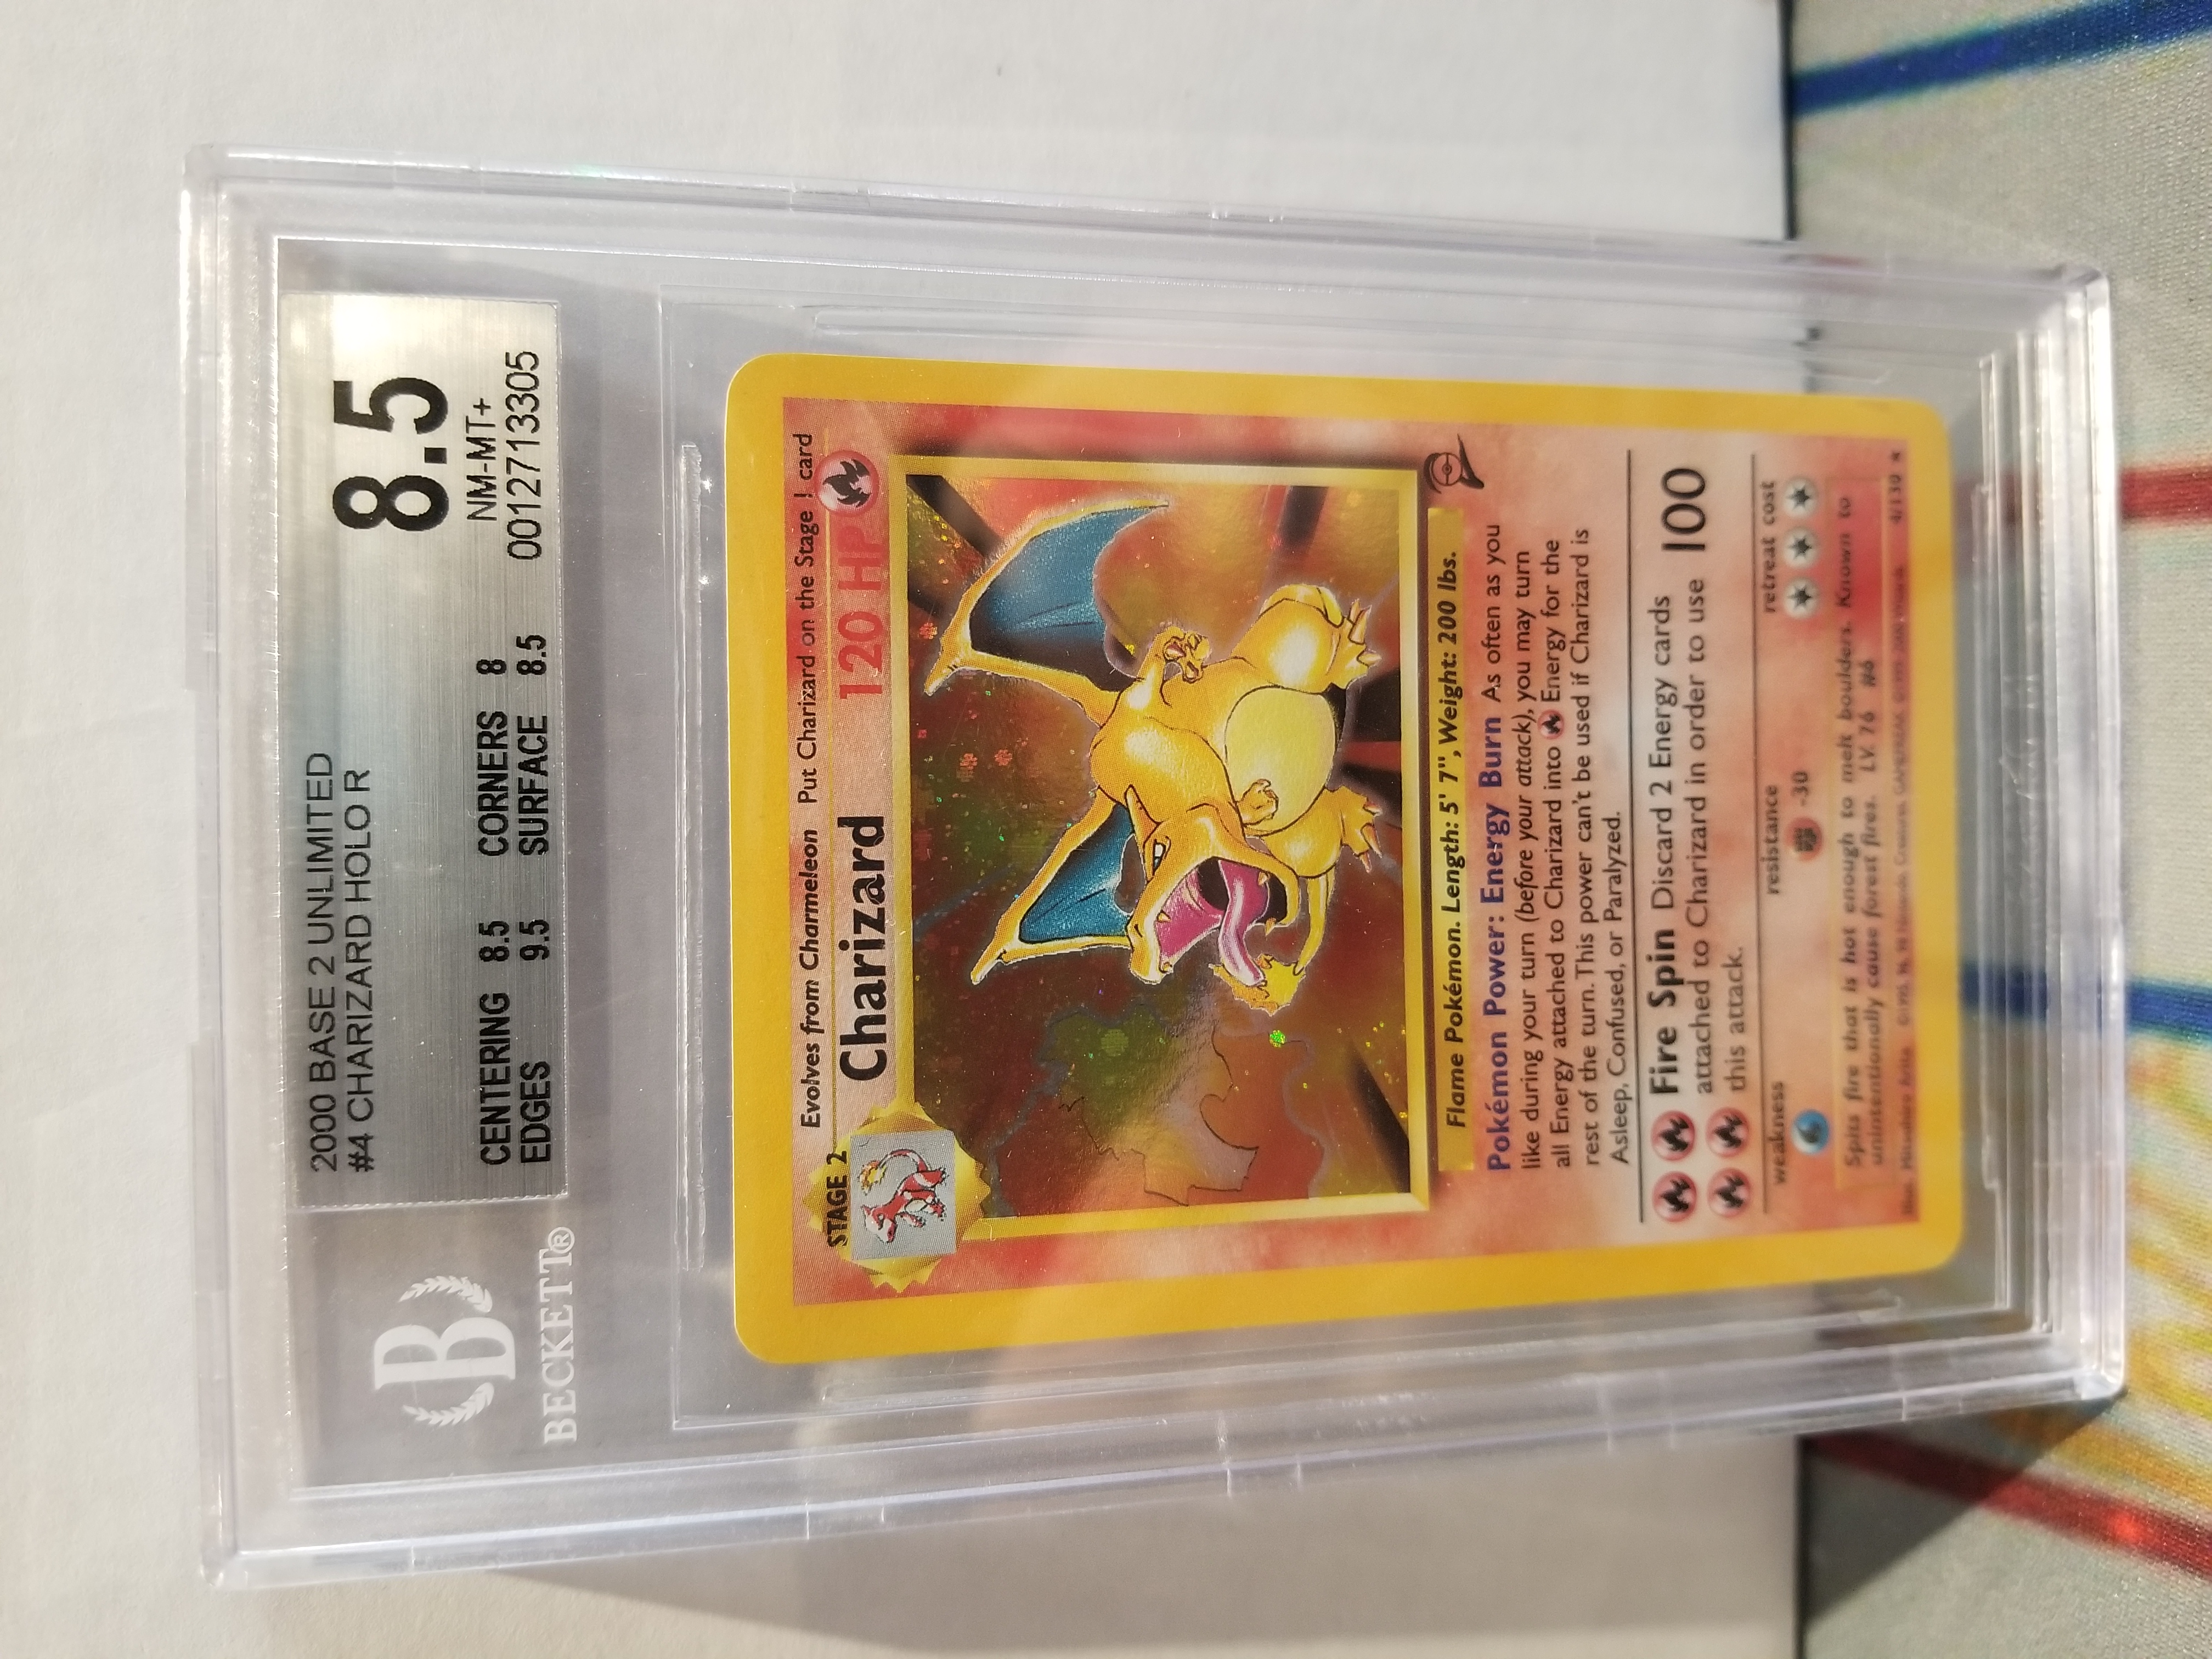 2000 BASE 2 UNLIMITED
#4 CHARIZARD HOLO R
8.5
NM-MT+
CENTERING 8.5 CORNERS 8
EDGES 9.5 SURFACE 8.5
0012713305
B
BECKETT®
STAGE 2
Evolves from Charmeleon Put Charizard on the Stage 1 card
Charizard 120 HP
Flame Pokémon. Length: 5' 7", Weight: 200 lbs.
Pokémon Power: Energy Burn As often as you
like during your turn (before your attack), you may turn
all Energy attached to Charizard into Energy for the
rest of the turn. This power can't be used if Charizard is
Asleep, Confused, or Paralyzed.
Fire Spin Discard 2 Energy cards
attached to Charizard in order to use
this attack.
100
weakness resistance retreat cost
-30
Spits fire that is hot enough to melt boulders. Known to
unintentionally cause forest fires. LV. 76 #6
Illus. Mitsuhiro Arita 4/130 ★